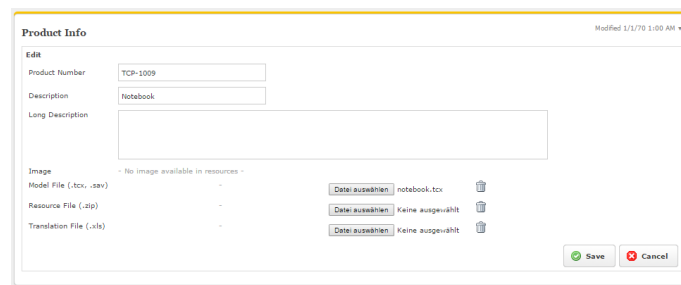 Product Info
Modified 1/1/70 1:00 AM
Edit
Product Number TCP-1009
Description Notebook
Long Description
Image - No image available in resources -
Model File (.tcx, .sav) - Datei auswählen notebook.tcx
Resource File (.zip) - Datei auswählen Keine ausgewählt
Translation File (.xls) - Datei auswählen Keine ausgewählt
Save Cancel